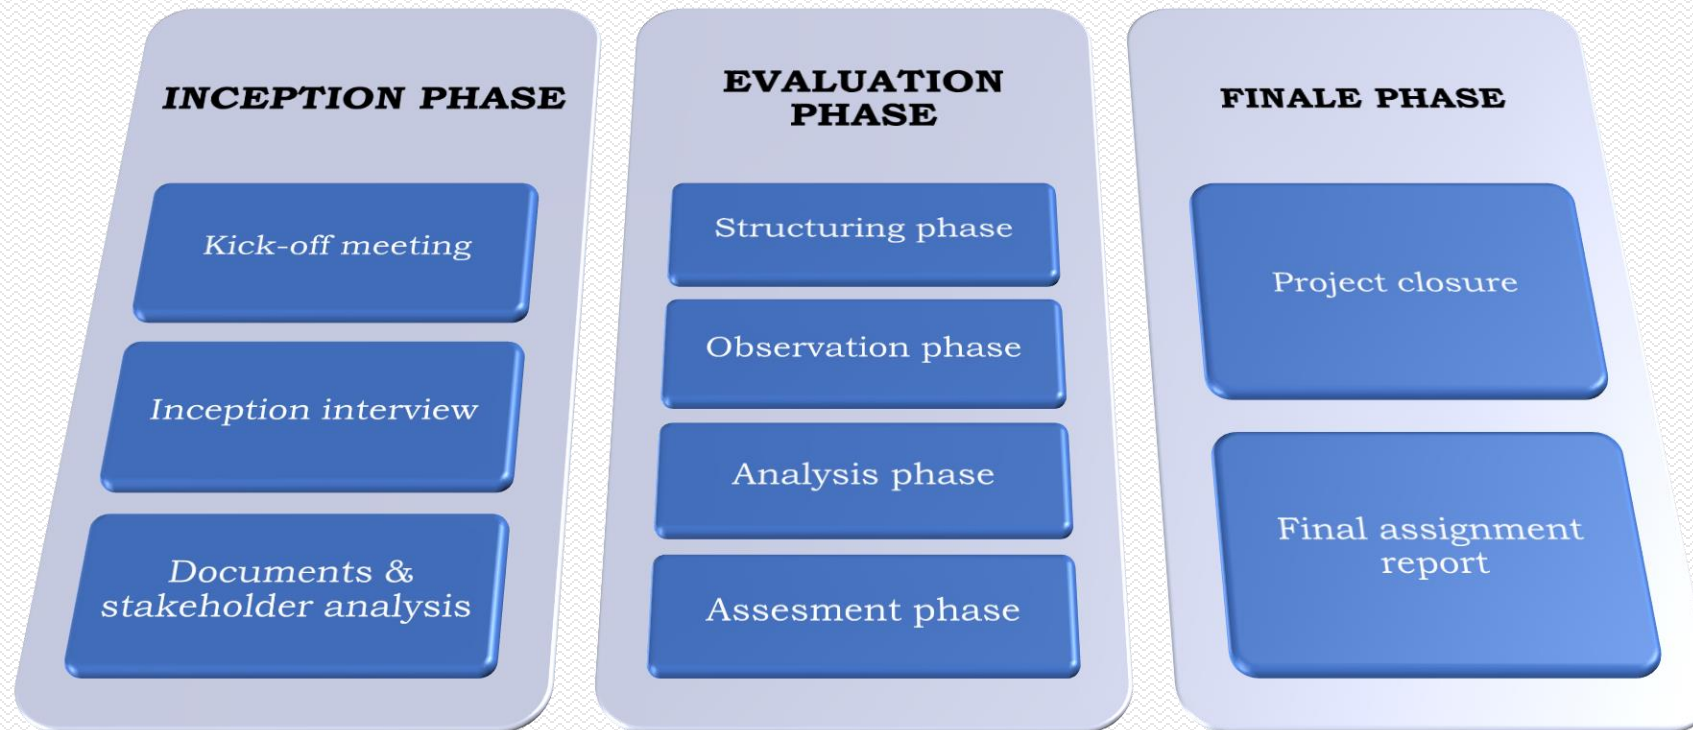 INCEPTION PHASE
Kick-off meeting
Inception interview
Documents &
stakeholder analysis
EVALUATION
PHASE
Structuring phase
Observation phase
Analysis phase
Assesment phase
FINALE PHASE
Project closure
Final assignment
report